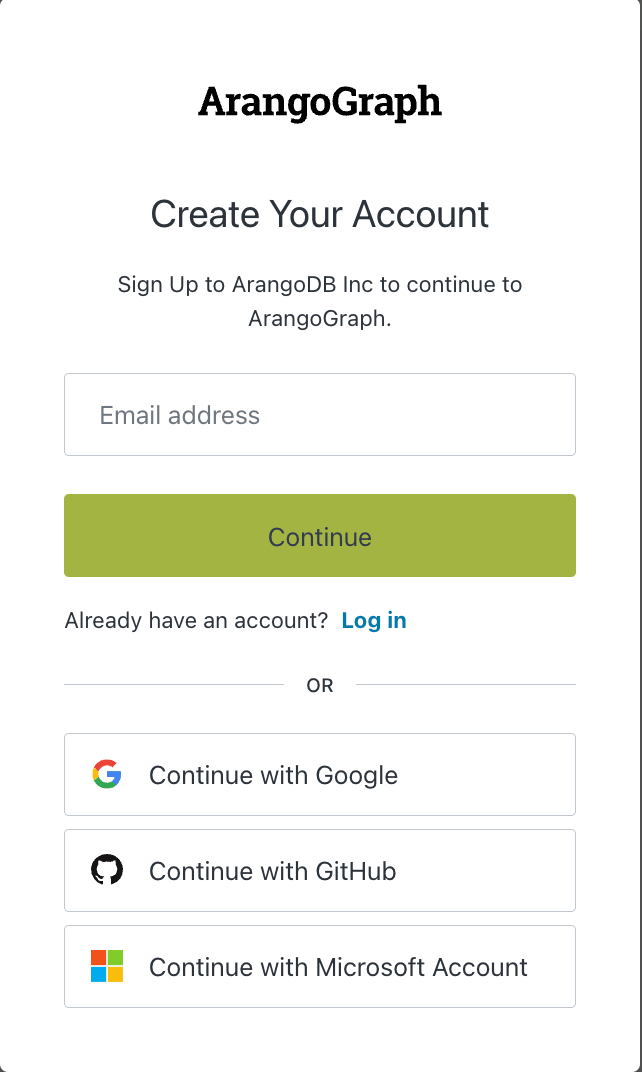 ArangoGraph
Create Your Account
Sign Up to ArangoDB Inc to continue to
ArangoGraph.
Email address
Continue
Already have an account? Log in
OR
Continue with Google
Continue with GitHub
Continue with Microsoft Account